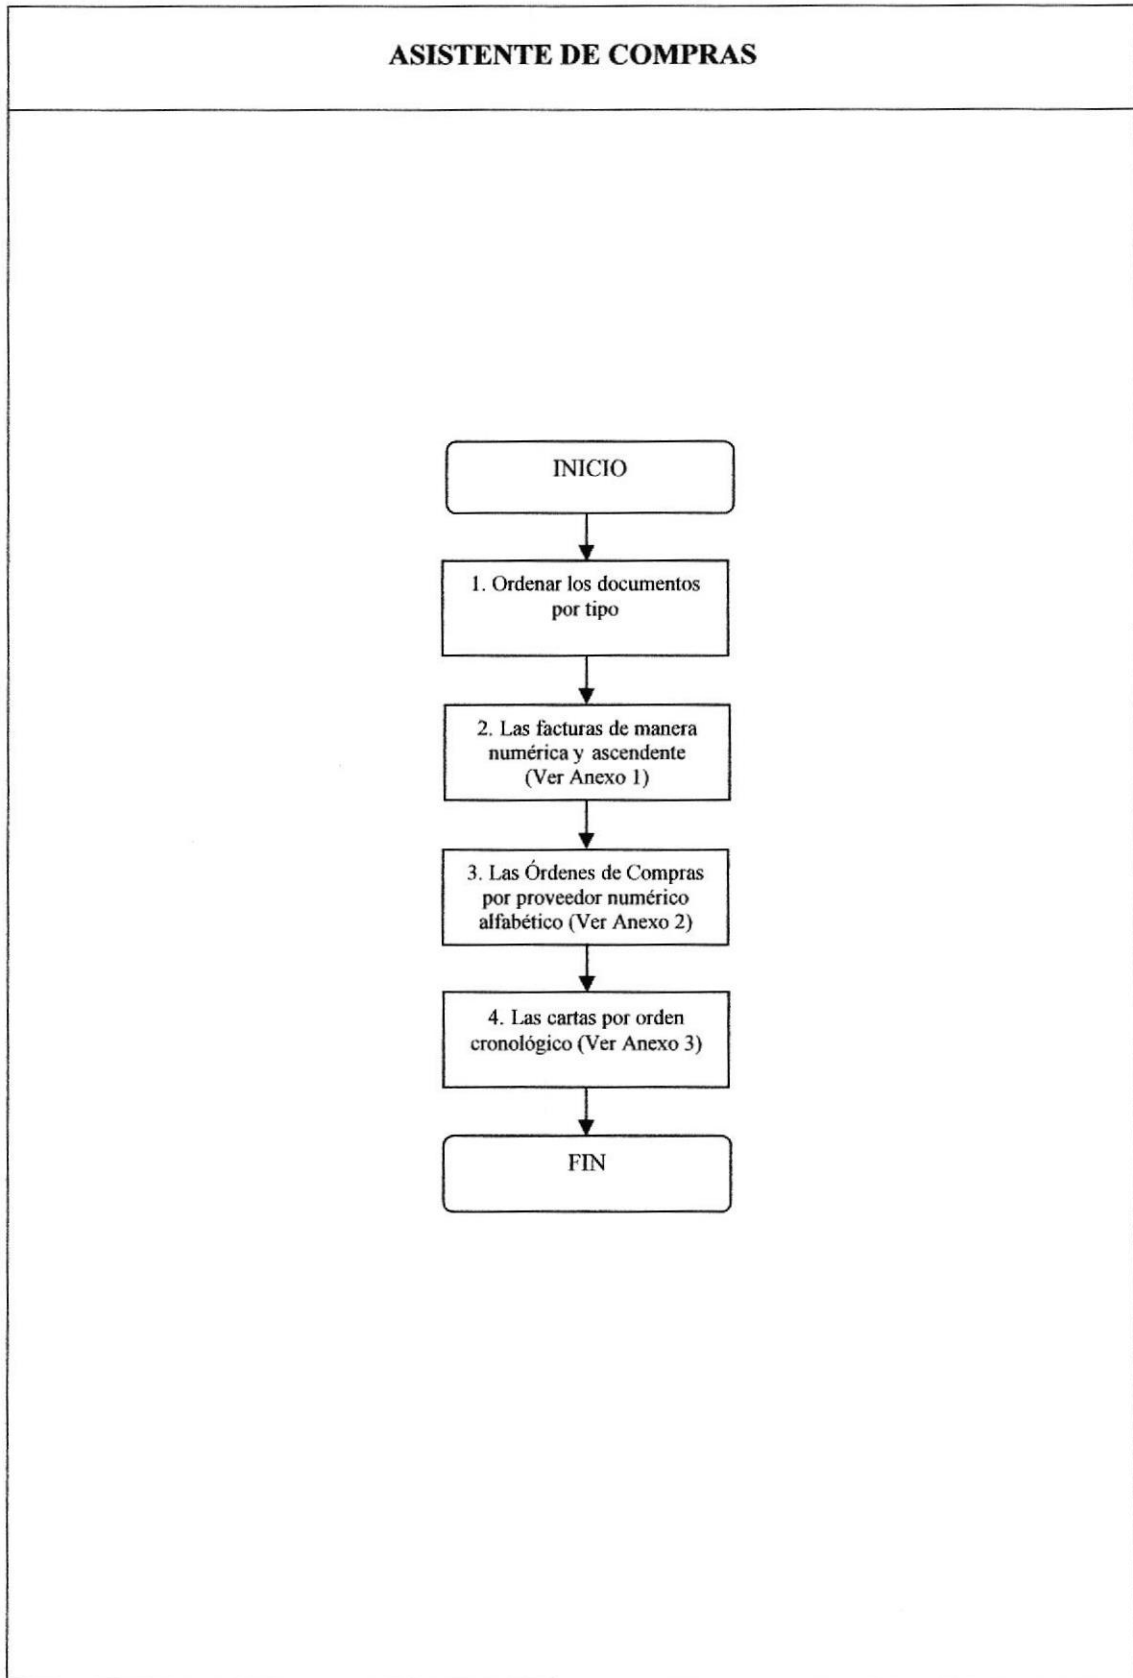 ASISTENTE DE COMPRAS
INICIO
1. Ordenar los documentos
por tipo
2. Las facturas de manera
numérica y ascendente
(Ver Anexo 1)
3. Las Órdenes de Compras
por proveedor numérico
alfabético (Ver Anexo 2)
4. Las cartas por orden
cronológico (Ver Anexo 3)
FIN